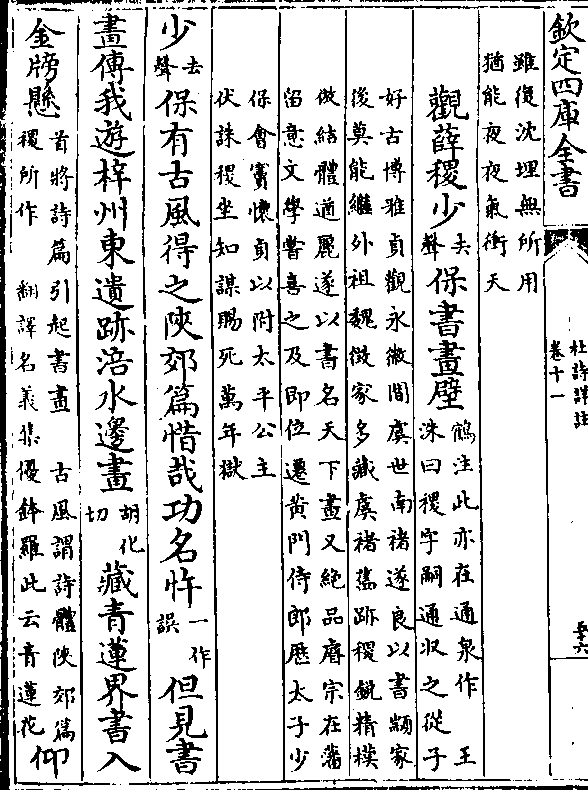 欽定四庫全書
杜詩詳註
卷十一
雖復沈埋無所用
猶能夜夜氣衝天
觀薛稷少去聲保書畫壁鶴注此亦在通泉作 王
洙曰稷字嗣通收之從子
好古博雅貞觀永徽間虞世南褚遂良以書顓家
後莫能繼外祖魏徵家多藏虞褚舊跡稷銳精模
倣結體遒麗遂以書名天下畫又絕品睿宗在藩
留意文學嘗喜之及即位遷黃門侍郎歷太子少
保會竇懷貞以附太平公主
伏誅稷坐知謀賜死萬年獄
少去聲保有古風得之陝郊篇惜哉功名忤一作誤但見書
畫傳我遊梓州東遺跡涪水邊畫胡化切藏青蓮界書入
金牓懸首將詩篇引起書畫 古風謂詩體陝郊篇
稷所作 翻譯名義集優鉢羅此云青蓮花仰